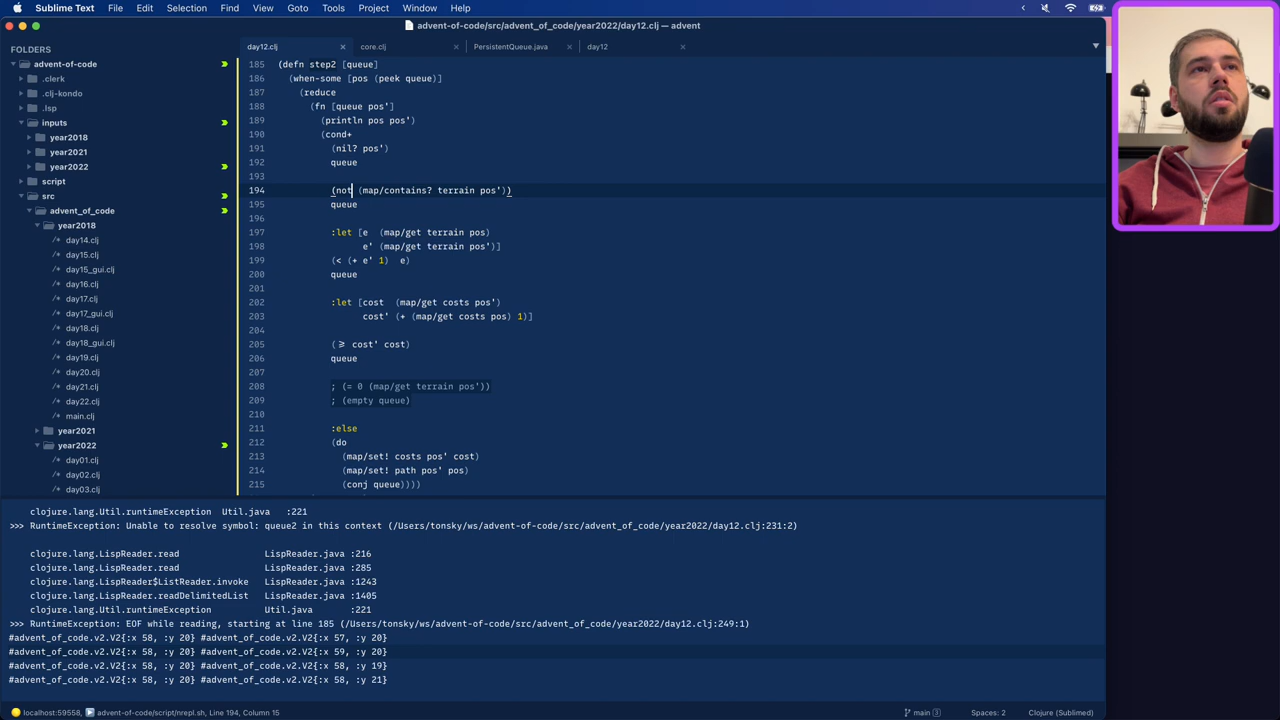 Sublime Text File Edit Selection Find View Goto Tools Project Window Help
advent-of-code/src/advent_of_code/year2022/day12.clj — advent
FOLDERS
advent-of-code
.clerk
.clj-kondo
.lsp
inputs
year2018
year2021
year2022
script
src
advent_of_code
year2018
day14.clj
day15.clj
day15_gui.clj
day16.clj
day17.clj
day17_gui.clj
day18.clj
day18_gui.clj
day19.clj
day20.clj
day21.clj
day22.clj
main.clj
year2021
year2022
day01.clj
day02.clj
day03.clj
day12.clj core.clj PersistentQueue.java day12
185 (defn step2 [queue]
186 (when-some [pos (peek queue)]
187 (reduce
188 (fn [queue pos']
189 (println pos pos')
190 (cond+
191 (nil? pos')
192 queue
193
194 (not (map/contains? terrain pos'))
195 queue
196
197 :let [e (map/get terrain pos)
198 e' (map/get terrain pos')]
199 (< (+ e' 1) e)
200 queue
201
202 :let [cost (map/get costs pos')
203 cost' (+ (map/get costs pos) 1)]
204
205 (≥ cost' cost)
206 queue
207
208 ; (= 0 (map/get terrain pos'))
209 ; (empty queue)
210
211 :else
212 (do
213 (map/set! costs pos' cost)
214 (map/set! path pos' pos)
215 (conj queue))))
clojure.lang.Util.runtimeException Util.java :221
>>> RuntimeException: Unable to resolve symbol: queue2 in this context (/Users/tonsky/ws/advent-of-code/src/advent_of_code/year2022/day12.clj:231:2)
clojure.lang.LispReader.read LispReader.java :216
clojure.lang.LispReader.read LispReader.java :285
clojure.lang.LispReader$ListReader.invoke LispReader.java :1243
clojure.lang.LispReader.readDelimitedList LispReader.java :1405
clojure.lang.Util.runtimeException Util.java :221
>>> RuntimeException: EOF while reading, starting at line 185 (/Users/tonsky/ws/advent-of-code/src/advent_of_code/year2022/day12.clj:249:1)
#advent_of_code.v2.V2{:x 58, :y 20} #advent_of_code.v2.V2{:x 57, :y 20}
#advent_of_code.v2.V2{:x 58, :y 20} #advent_of_code.v2.V2{:x 59, :y 20}
#advent_of_code.v2.V2{:x 58, :y 20} #advent_of_code.v2.V2{:x 58, :y 19}
#advent_of_code.v2.V2{:x 58, :y 20} #advent_of_code.v2.V2{:x 58, :y 21}
localhost:59558, advent-of-code/script/nrepl.sh, Line 194, Column 15 main 3 Spaces: 2 Clojure (Sublimed)